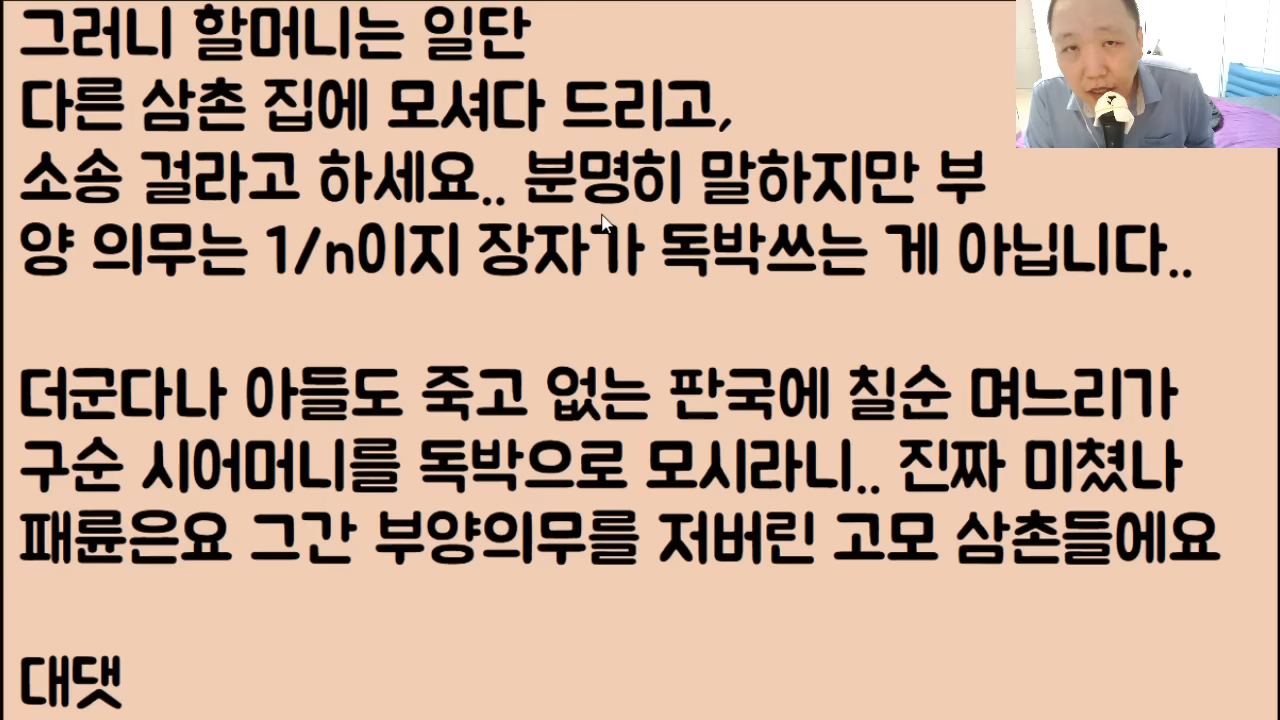 그러니 할머니는 일단
다른 삼촌 집에 모셔다 드리고,
소송 걸라고 하세요.. 분명히 말하지만 부
양 의무는 1/n이지 장자가 독박쓰는 게 아닙니다..
더군다나 아들도 죽고 없는 판국에 칠순 며느리가
구순 시어머니를 독박으로 모시라니.. 진짜 미쳤나
패륜은요 그간 부양의무를 저버린 고모 삼촌들에요
대댓